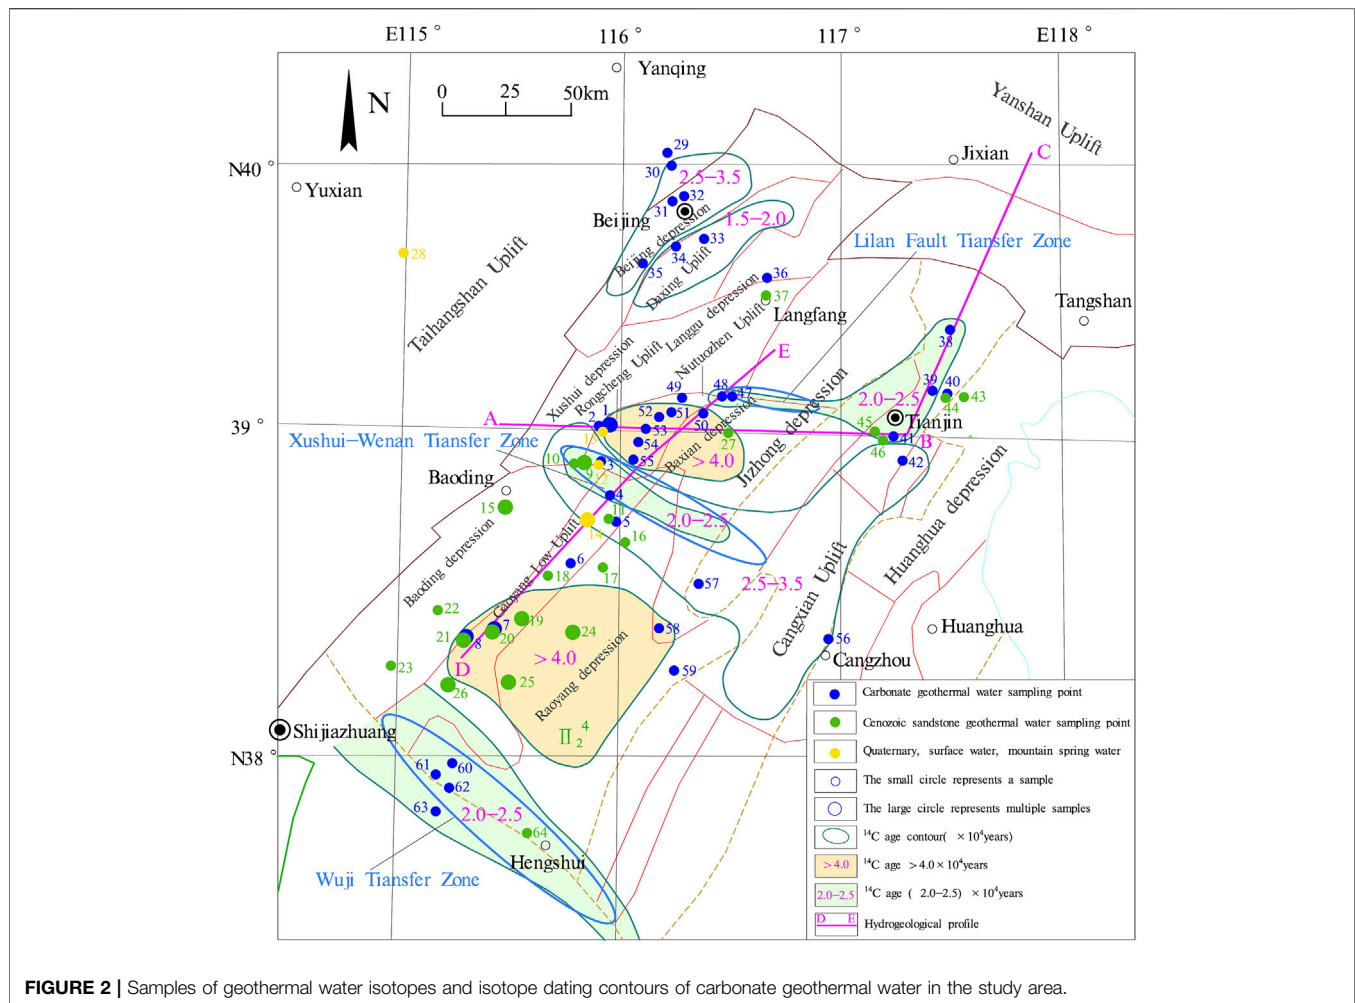 E115° 116° 117° E118°
Yanqing
0 25 50km
N
Yanshan Uplift
C
29
N40°
30
2.5–3.5
Jixian
Yuxian
32
31
Beijing
1.5–2.0
33
Lilan Fault Tiansfer Zone
28
34
Beijing depression
35
Daxing Uplift
36
37
Taihangshan Uplift
Langfang
Tangshan
Langgu depression
Niutuozhen Uplift
38
Xushui depression
Rongcheng Uplift
E
39
40
48
47
49
2.0–2.5
43
44
A
2
1
52
51
50
45
Tianjin
39°
13
53
27
41
B
46
Xushui–Wenan Transfer Zone
54
Baxian depression
Jizhong depression
10
9
3
12
55
>4.0
42
Baoding
4
15
11
5
2.0–2.5
14
16
Huanghua depression
Baoding depression
Gaoyang Low Uplift
6
18
17
57
2.5–3.5
22
19
Cangxian Uplift
7
20
24
58
21
8
56
Huanghua
23
D
>4.0
59
Cangzhou
26
25
Raoyang depression
Π₂⁴
Shijiazhuang
N38°
61
60
62
63
2.0–2.5
64
Hengshui
Wuji Tiansfer Zone
Carbonate geothermal water sampling point
Cenozoic sandstone geothermal water sampling point
Quaternary, surface water, mountain spring water
The small circle represents a sample
The large circle represents multiple samples
¹⁴C age contour( ×10⁴years)
>4.0 ¹⁴C age >4.0×10⁴years
2.0–2.5 ¹⁴C age ( 2.0–2.5) ×10⁴years
D E Hydrogeological profile
FIGURE 2 | Samples of geothermal water isotopes and isotope dating contours of carbonate geothermal water in the study area.